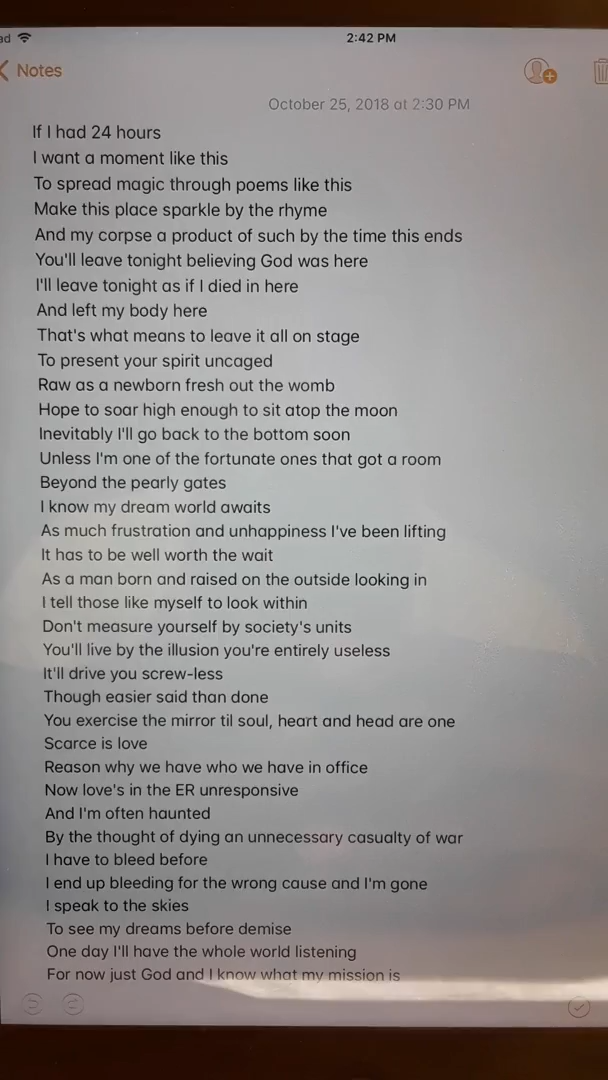 2:42 PM
Notes
October 25, 2018 at 2:30 PM
If I had 24 hours
I want a moment like this
To spread magic through poems like this
Make this place sparkle by the rhyme
And my corpse a product of such by the time this ends
You'll leave tonight believing God was here
I'll leave tonight as if I died in here
And left my body here
That's what means to leave it all on stage
To present your spirit uncaged
Raw as a newborn fresh out the womb
Hope to soar high enough to sit atop the moon
Inevitably I'll go back to the bottom soon
Unless I'm one of the fortunate ones that got a room
Beyond the pearly gates
I know my dream world awaits
As much frustration and unhappiness I've been lifting
It has to be well worth the wait
As a man born and raised on the outside looking in
I tell those like myself to look within
Don't measure yourself by society's units
You'll live by the illusion you're entirely useless
It'll drive you screw-less
Though easier said than done
You exercise the mirror til soul, heart and head are one
Scarce is love
Reason why we have who we have in office
Now love's in the ER unresponsive
And I'm often haunted
By the thought of dying an unnecessary casualty of war
I have to bleed before
I end up bleeding for the wrong cause and I'm gone
I speak to the skies
To see my dreams before demise
One day I'll have the whole world listening
For now just God and I know what my mission is